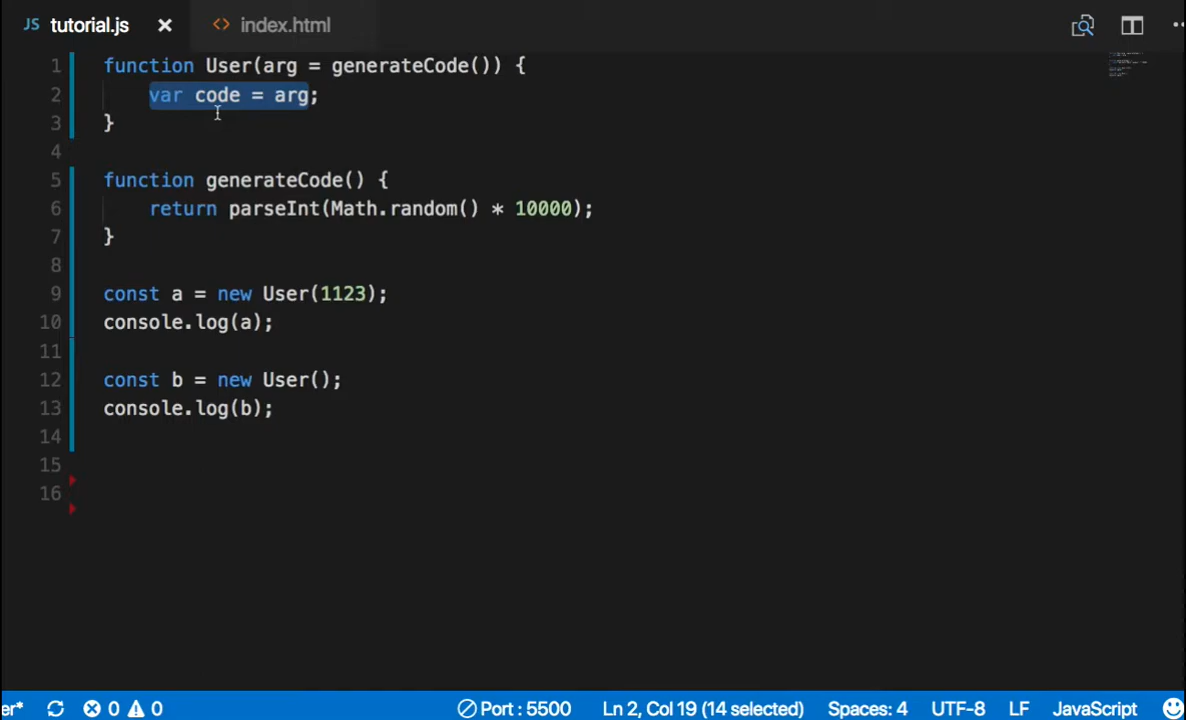 JS tutorial.js × <> index.html
1 function User(arg = generateCode()) {
2 var code = arg;
3 }
4
5 function generateCode() {
6 return parseInt(Math.random() * 10000);
7 }
8
9 const a = new User(1123);
10 console.log(a);
11
12 const b = new User();
13 console.log(b);
14
15
16
er* 0 0 Port : 5500 Ln 2, Col 19 (14 selected) Spaces: 4 UTF-8 LF JavaScript